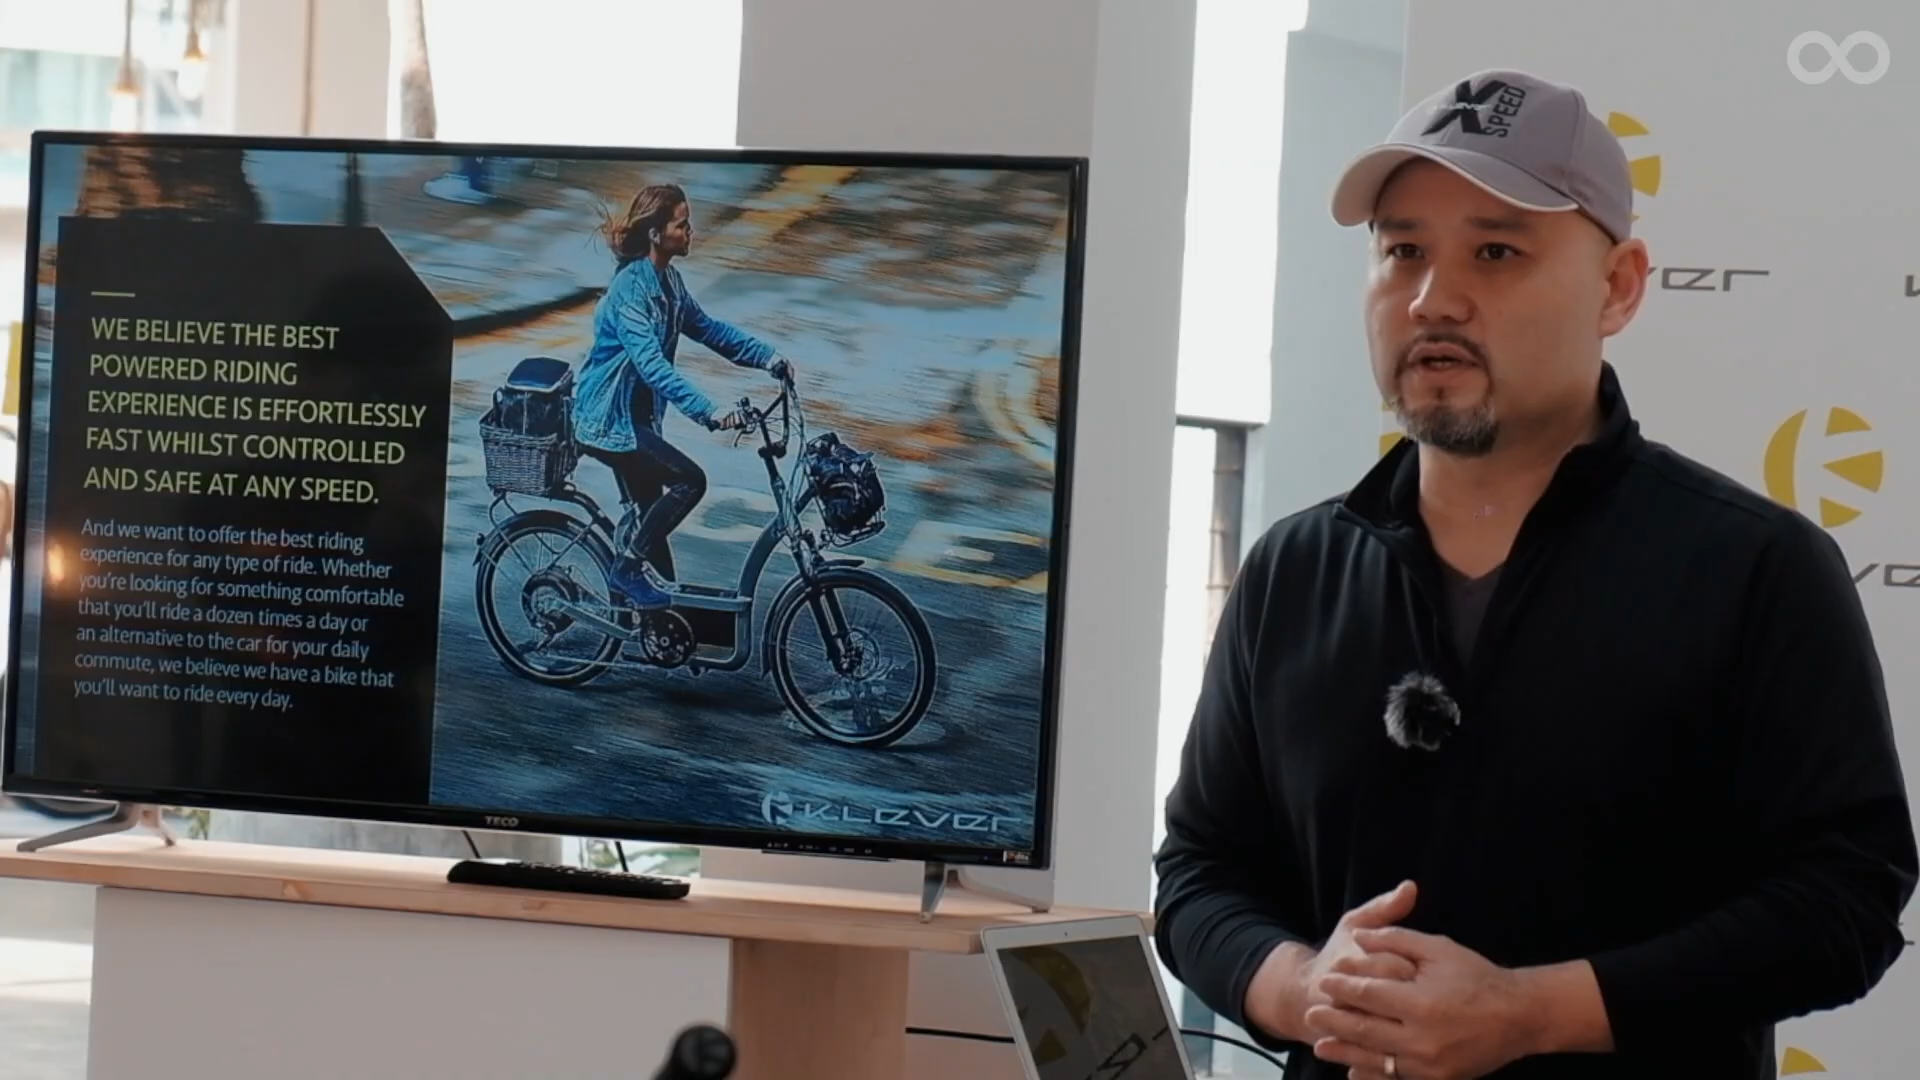 WE BELIEVE THE BEST
POWERED RIDING
EXPERIENCE IS EFFORTLESSLY
FAST WHILST CONTROLLED
AND SAFE AT ANY SPEED.
And we want to offer the best riding
experience for any type of ride. Whether
you're looking for something comfortable
that you'll ride a dozen times a day or
an alternative to the car for your daily
commute, we believe we have a bike that
you'll want to ride every day.
KLEVER
TECO
X SPEED